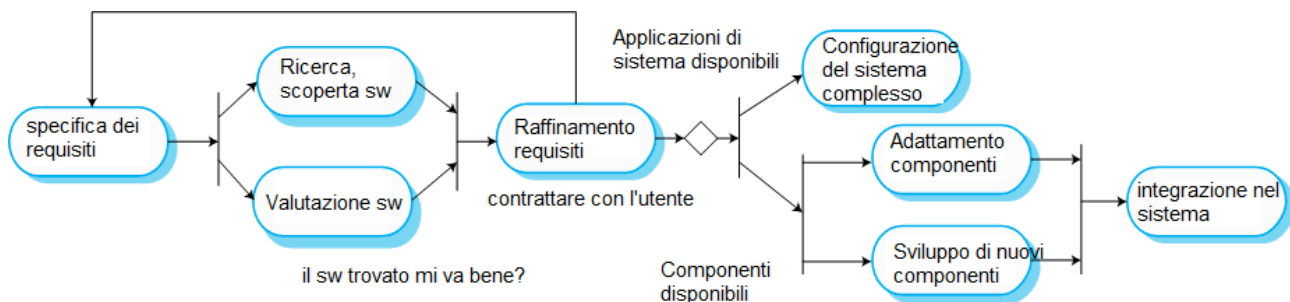 specifica dei
requisiti
Ricerca,
scoperta sw
Valutazione sw
il sw trovato mi va bene?
Raffinamento
requisiti
contrattare con l'utente
Applicazioni di
sistema disponibili
Configurazione
del sistema
complesso
Adattamento
componenti
Sviluppo di nuovi
componenti
Componenti
disponibili
integrazione nel
sistema